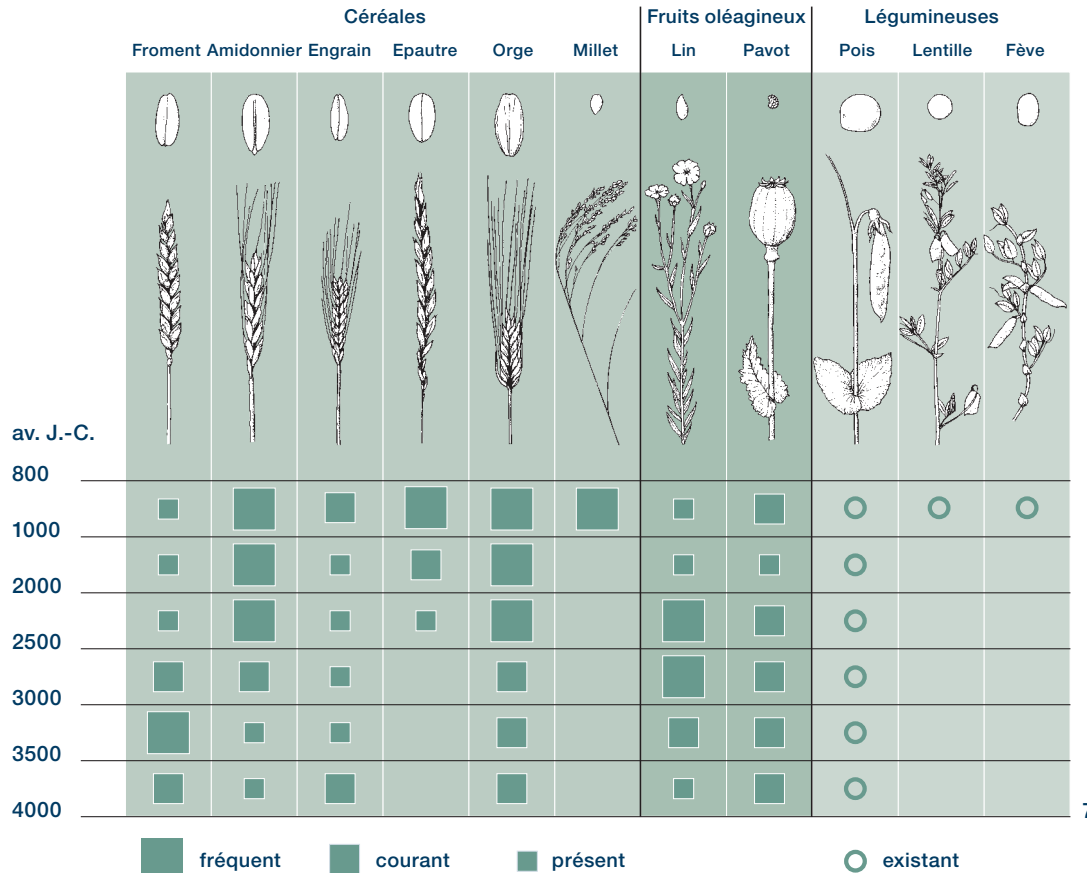 Céréales Fruits oléagineux Légumineuses
Froment Amidonnier Engrain Epautre Orge Millet Lin Pavot Pois Lentille Fève
av. J.-C.
800
1000
2000
2500
3000
3500
4000
7
fréquent courant présent existant